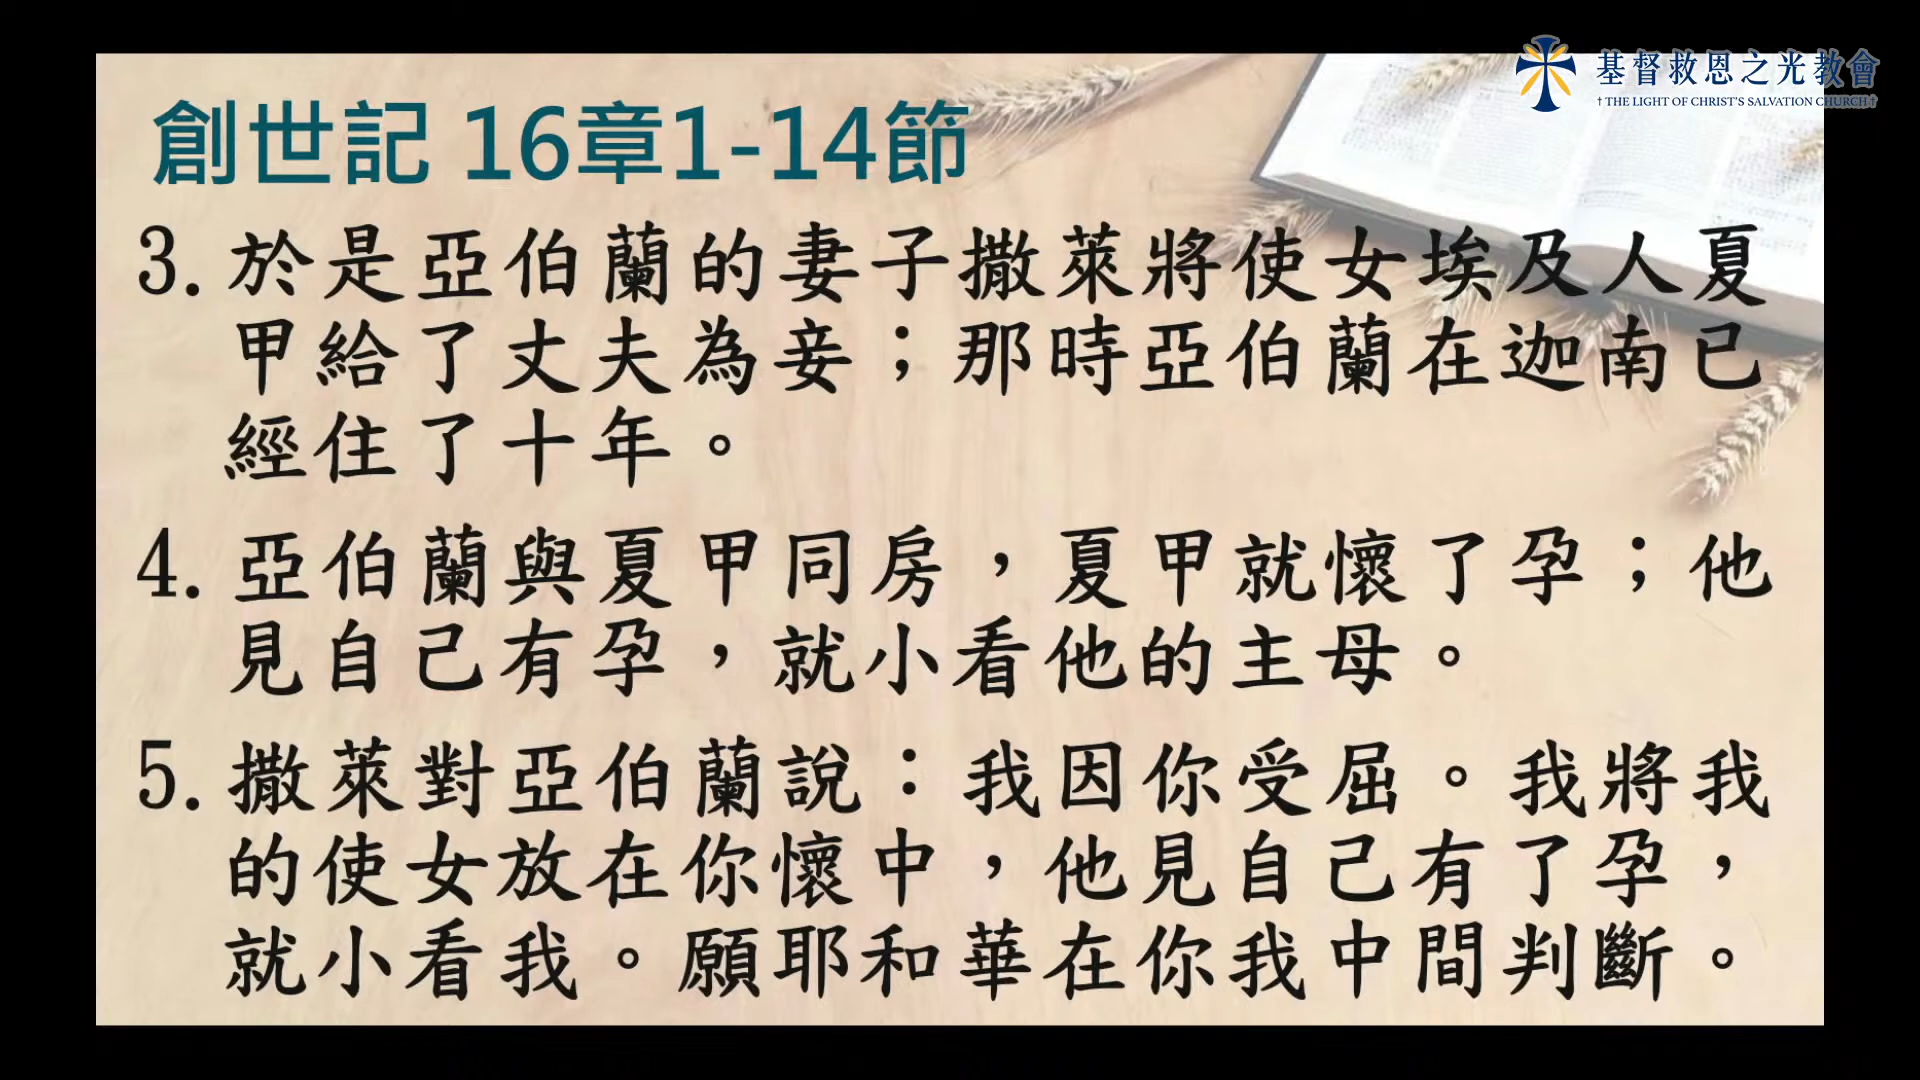 基督救恩之光教會
†THE LIGHT OF CHRIST'S SALVATION CHURCH†
創世記 16章1-14節
3. 於是亞伯蘭的妻子撒萊將使女埃及人夏
甲給了丈夫為妾；那時亞伯蘭在迦南已
經住了十年。
4. 亞伯蘭與夏甲同房，夏甲就懷了孕；他
見自己有孕，就小看他的主母。
5. 撒萊對亞伯蘭說：我因你受屈。我將我
的使女放在你懷中，他見自己有了孕，
就小看我。願耶和華在你我中間判斷。